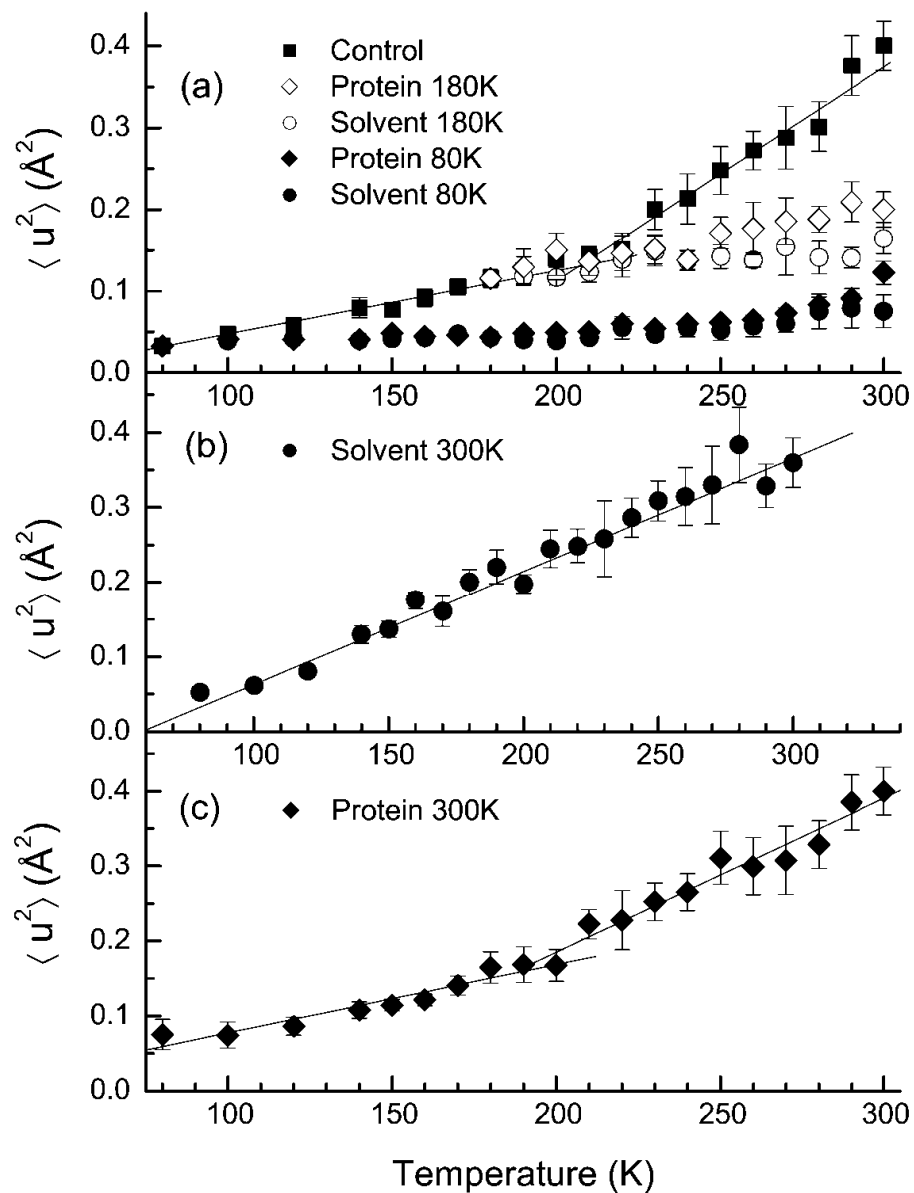 (a)
Control
Protein 180K
Solvent 180K
Protein 80K
Solvent 80K
⟨ u² ⟩ (Å²)
0.4
0.3
0.2
0.1
0.0
100 150 200 250 300
(b)
Solvent 300K
⟨ u² ⟩ (Å²)
0.4
0.3
0.2
0.1
0.0
100 150 200 250 300
(c)
Protein 300K
⟨ u² ⟩ (Å²)
0.4
0.3
0.2
0.1
0.0
100 150 200 250 300
Temperature (K)